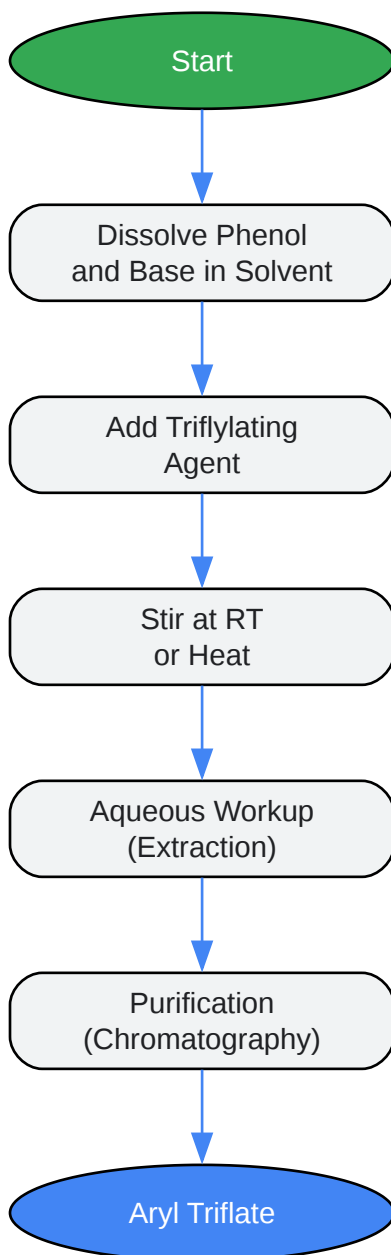 Start
Dissolve Phenol
and Base in Solvent
Add Triflylating
Agent
Stir at RT
or Heat
Aqueous Workup
(Extraction)
Purification
(Chromatography)
Aryl Triflate